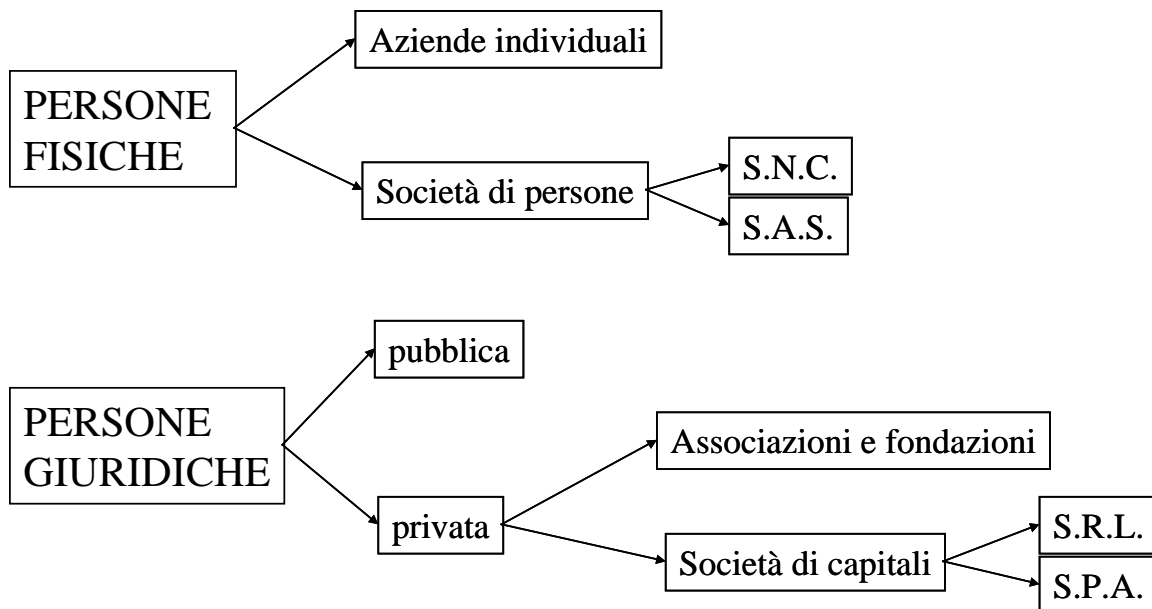 Aziende individuali
PERSONE
FISICHE
Società di persone
S.N.C.
S.A.S.
pubblica
PERSONE
GIURIDICHE
privata
Associazioni e fondazioni
Società di capitali
S.R.L.
S.P.A.